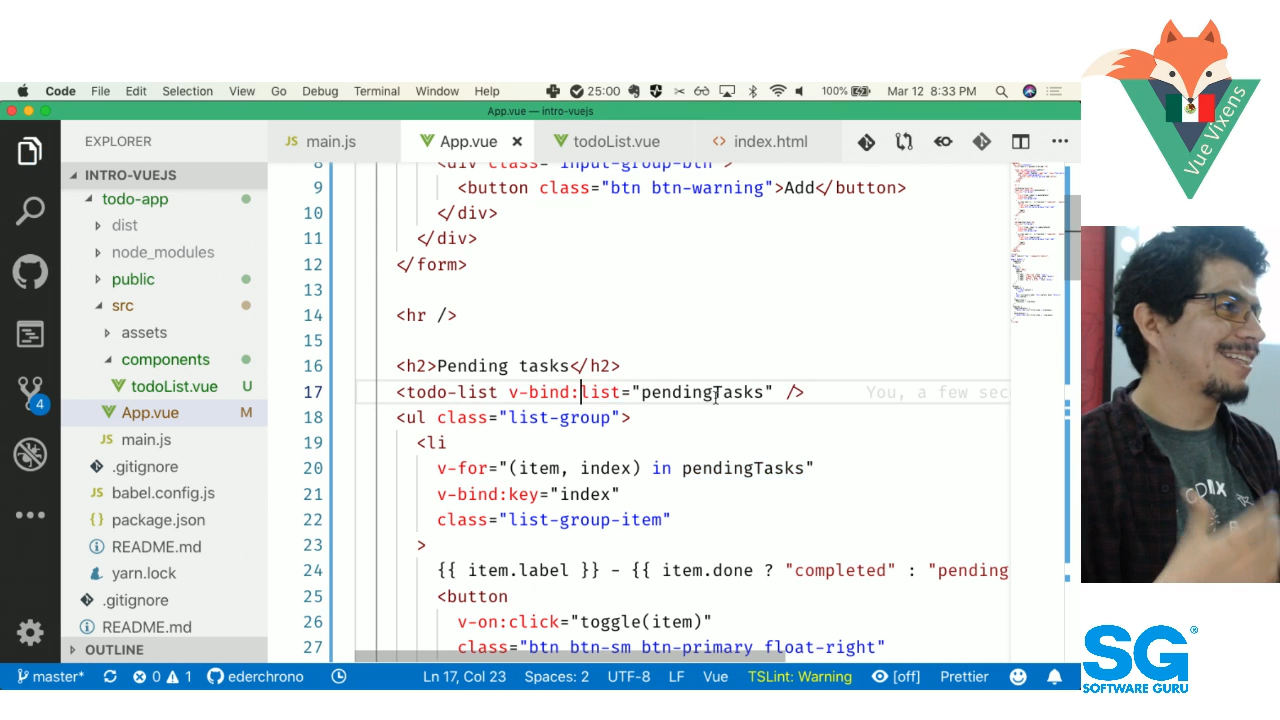 Code File Edit Selection View Go Debug Terminal Window Help 25:00 100% Mar 12 8:33 PM
App.vue — intro-vuejs
EXPLORER
main.js App.vue todoList.vue index.html
INTRO-VUEJS
todo-app
dist
node_modules
public
src
assets
components
todoList.vue U
App.vue M
main.js
.gitignore
babel.config.js
package.json
README.md
yarn.lock
.gitignore
README.md
OUTLINE
4
8 <div class="input-group-btn">
9 <button class="btn btn-warning">Add</button>
10 </div>
11 </div>
12 </form>
13
14 <hr />
15
16 <h2>Pending tasks</h2>
17 <todo-list v-bind:list="pendingTasks" /> You, a few sec
18 <ul class="list-group">
19 <li
20 v-for="(item, index) in pendingTasks"
21 v-bind:key="index"
22 class="list-group-item"
23 >
24 {{ item.label }} - {{ item.done ? "completed" : "pending
25 <button
26 v-on:click="toggle(item)"
27 class="btn btn-sm btn-primary float-right"
master* 0 1 ederchrono Ln 17, Col 23 Spaces: 2 UTF-8 LF Vue TSLint: Warning [off] Prettier
Vue Vixens
SG®
SOFTWARE GURU